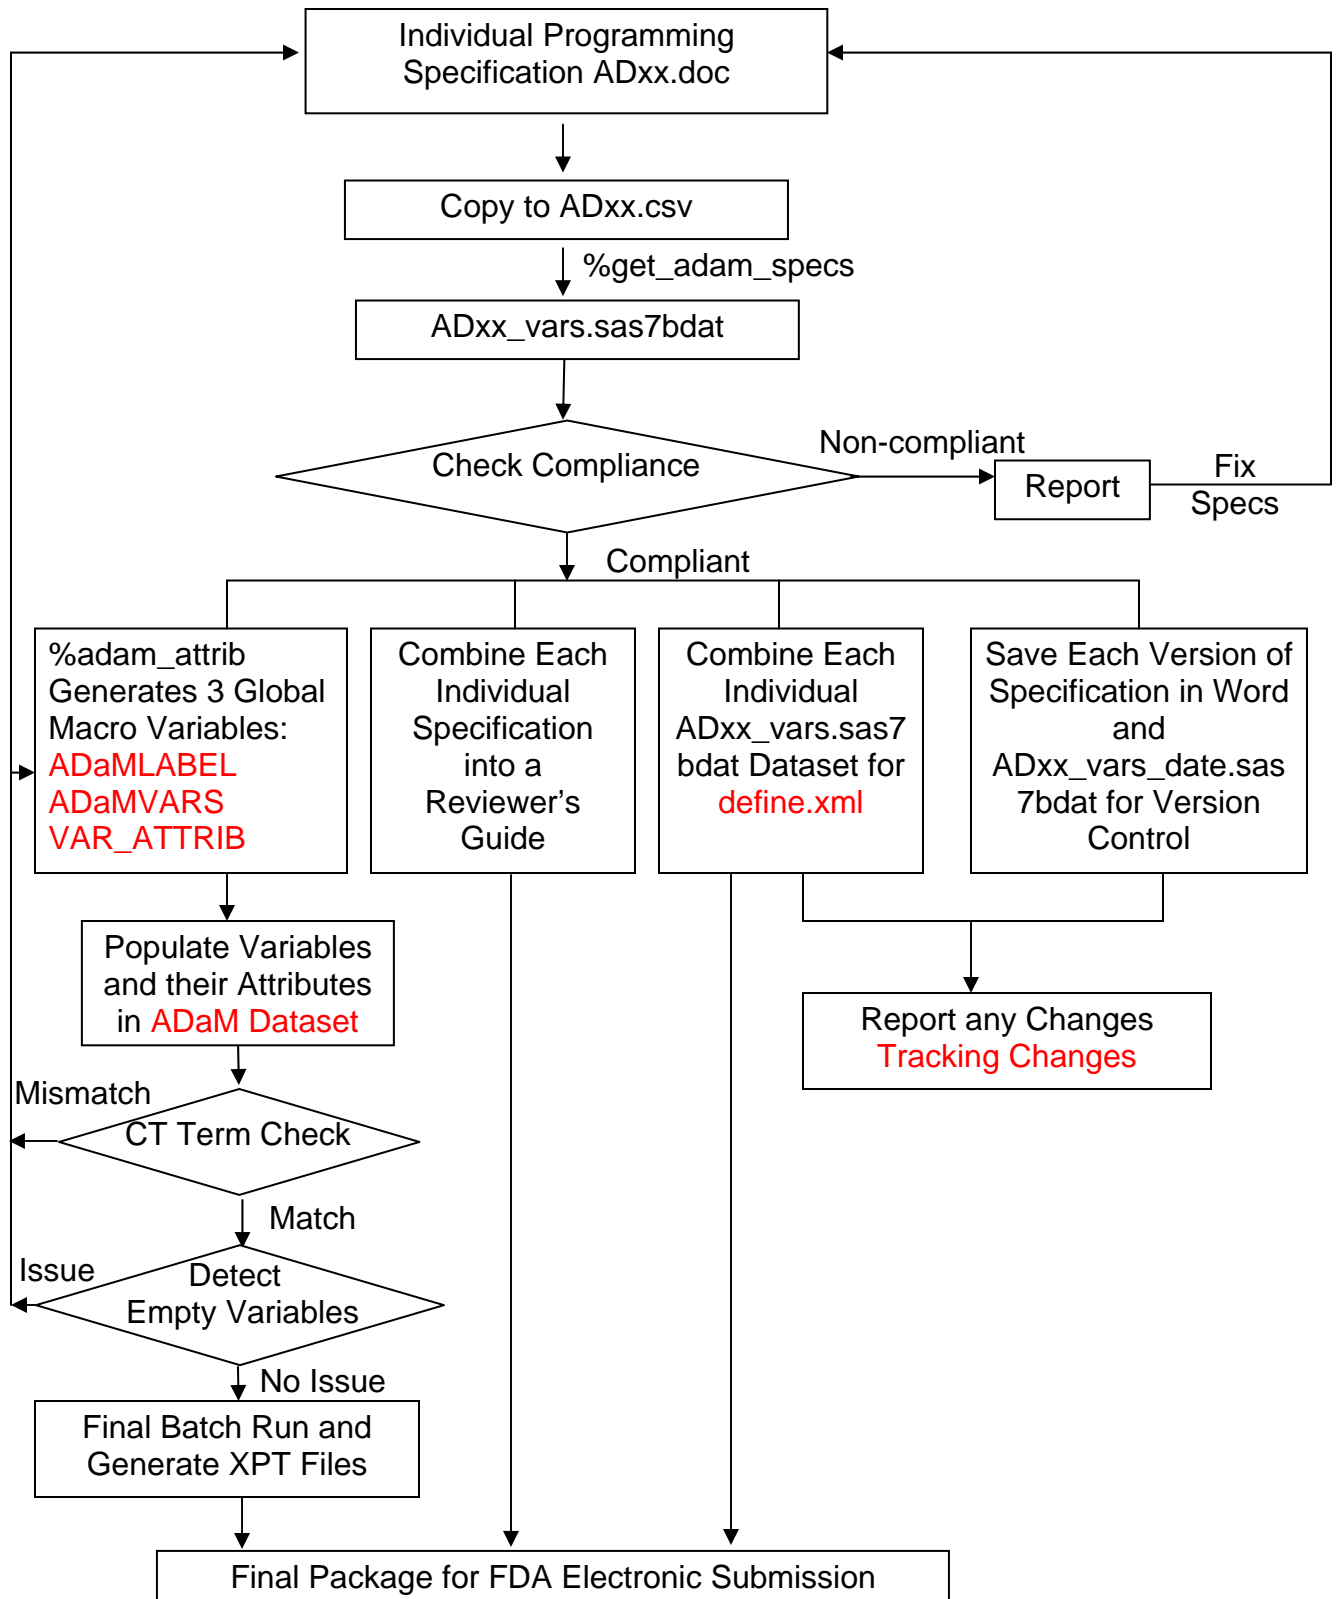 Individual Programming
Specification ADxx.doc
Copy to ADxx.csv
%get_adam_specs
ADxx_vars.sas7bdat
Check Compliance
Non-compliant
Report
Fix
Specs
Compliant
%adam_attrib
Generates 3 Global
Macro Variables:
ADaMLABEL
ADaMVARS
VAR_ATTRIB
Combine Each
Individual
Specification
into a
Reviewer’s
Guide
Combine Each
Individual
ADxx_vars.sas7
bdat Dataset for
define.xml
Save Each Version of
Specification in Word
and
ADxx_vars_date.sas
7bdat for Version
Control
Populate Variables
and their Attributes
in ADaM Dataset
Report any Changes
Tracking Changes
Mismatch
CT Term Check
Match
Issue
Detect
Empty Variables
No Issue
Final Batch Run and
Generate XPT Files
Final Package for FDA Electronic Submission